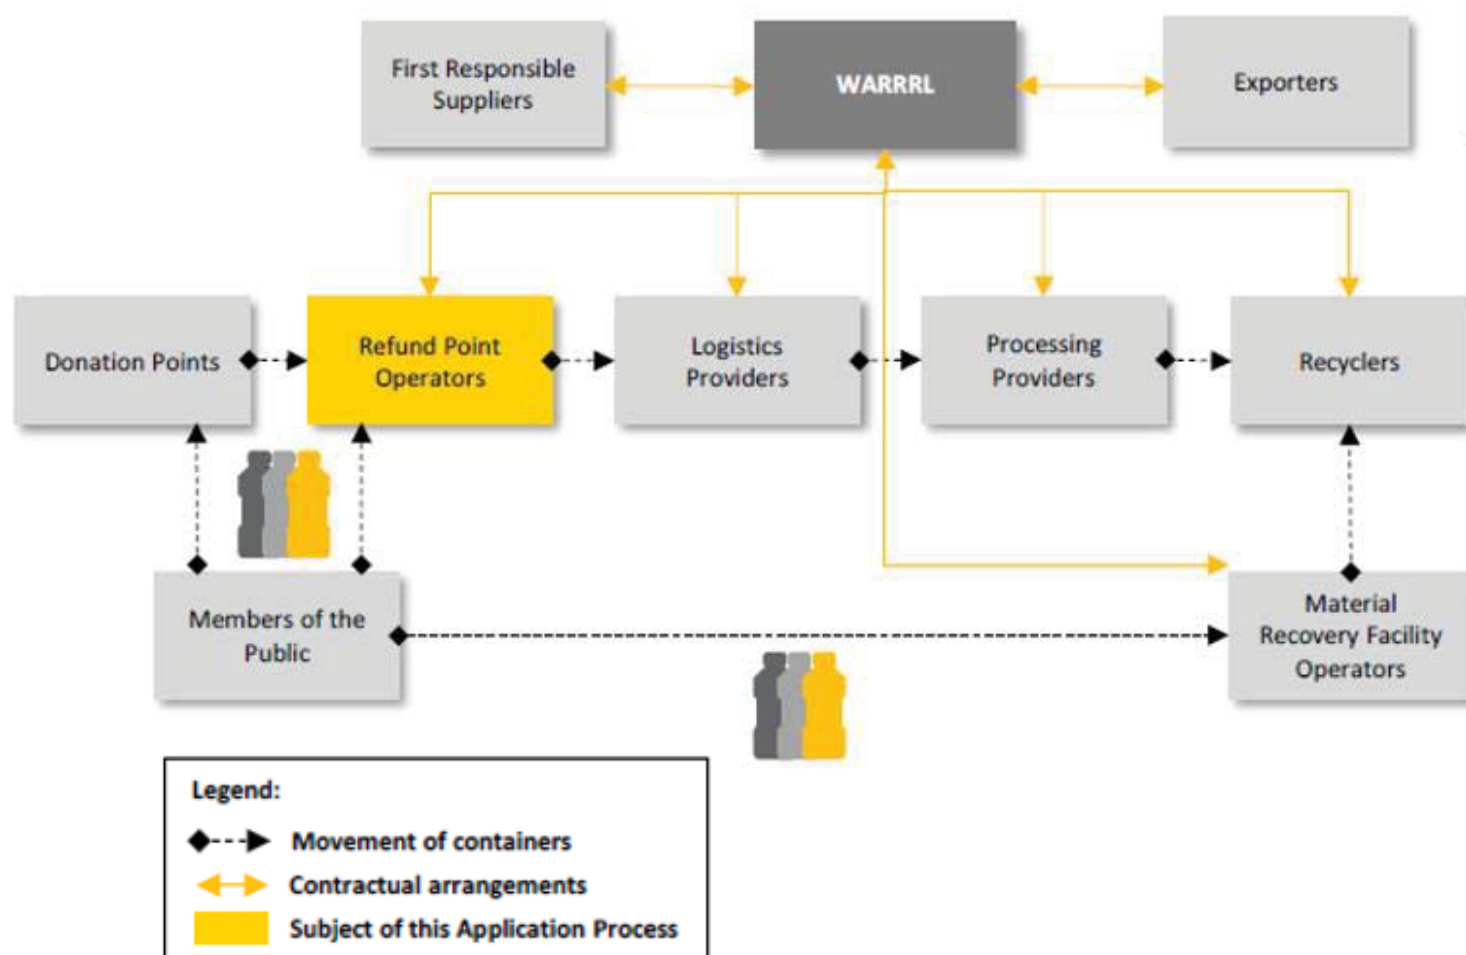 First Responsible
Suppliers
WARRRL
Exporters
Donation Points
Refund Point
Operators
Logistics
Providers
Processing
Providers
Recyclers
Members of the
Public
Material
Recovery Facility
Operators
Legend:
Movement of containers
Contractual arrangements
Subject of this Application Process